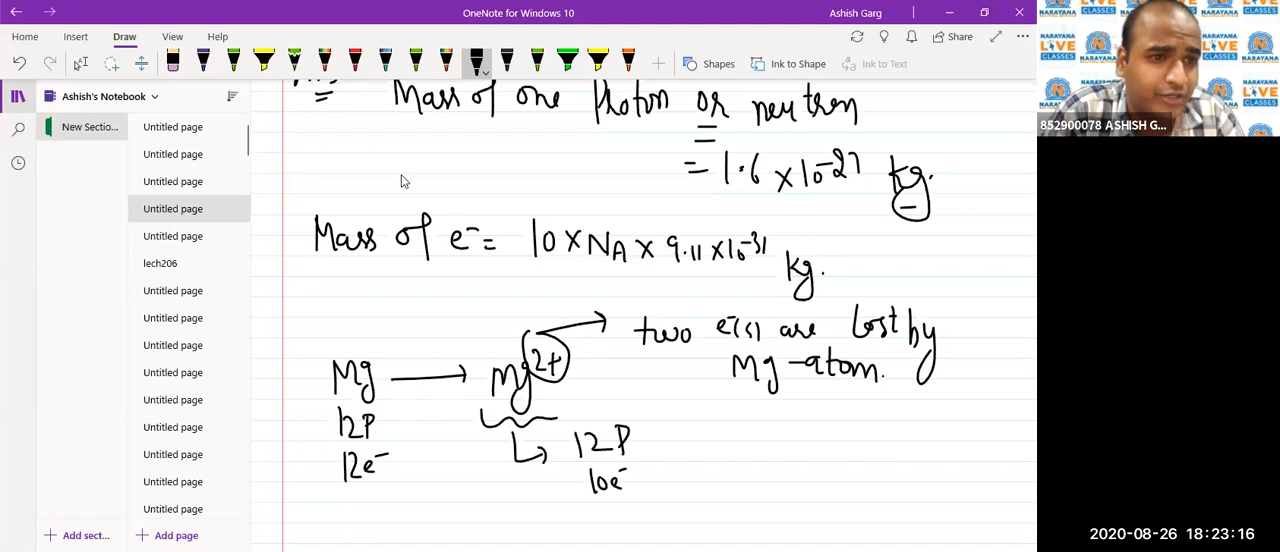 OneNote for Windows 10
Ashish Garg
Home Insert Draw View Help
Share
Shapes Ink to Shape Ink to Text
Ashish's Notebook
New Sectio...
Untitled page
Untitled page
Untitled page
Untitled page
Untitled page
lech206
Untitled page
Untitled page
Untitled page
Untitled page
Untitled page
Untitled page
Untitled page
Untitled page
Untitled page
Add sect...
Add page
Mass of one Proton or neutron
= 1.6 × 10-27 kg.
Mass of e- = 10 × NA × 9.11 × 10-31 kg.
two e-(s) are lost by
Mg → Mg2+
Mg-atom.
12P
12e-
12P
10e-
NARAYANA
LIVE
CLASSES
852900078 ASHISH G...
2020-08-26 18:23:16